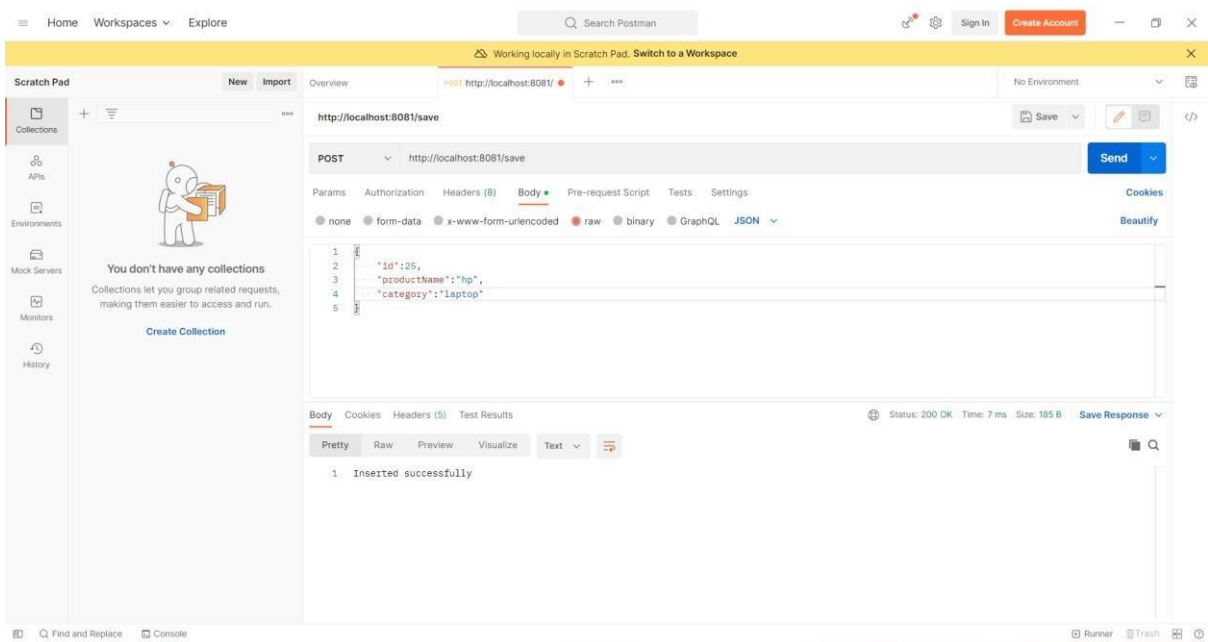 Home Workspaces Explore Search Postman Sign In Create Account
Working locally in Scratch Pad. Switch to a Workspace
Scratch Pad New Import Overview POST http://localhost:8081/ No Environment
Collections
http://localhost:8081/save Save
APIs
POST http://localhost:8081/save Send
Params Authorization Headers (8) Body Pre-request Script Tests Settings Cookies
Environments
none form-data x-www-form-urlencoded raw binary GraphQL JSON Beautify
Mock Servers
Monitors
History
You don't have any collections
Collections let you group related requests,
making them easier to access and run.
Create Collection
1 {
2 "id":25,
3 "productName":"hp",
4 "category":"laptop"
5 }
Body Cookies Headers (5) Test Results Status: 200 OK Time: 7 ms Size: 185 B Save Response
Pretty Raw Preview Visualize Text
1 Inserted successfully
Find and Replace Console Runner Trash